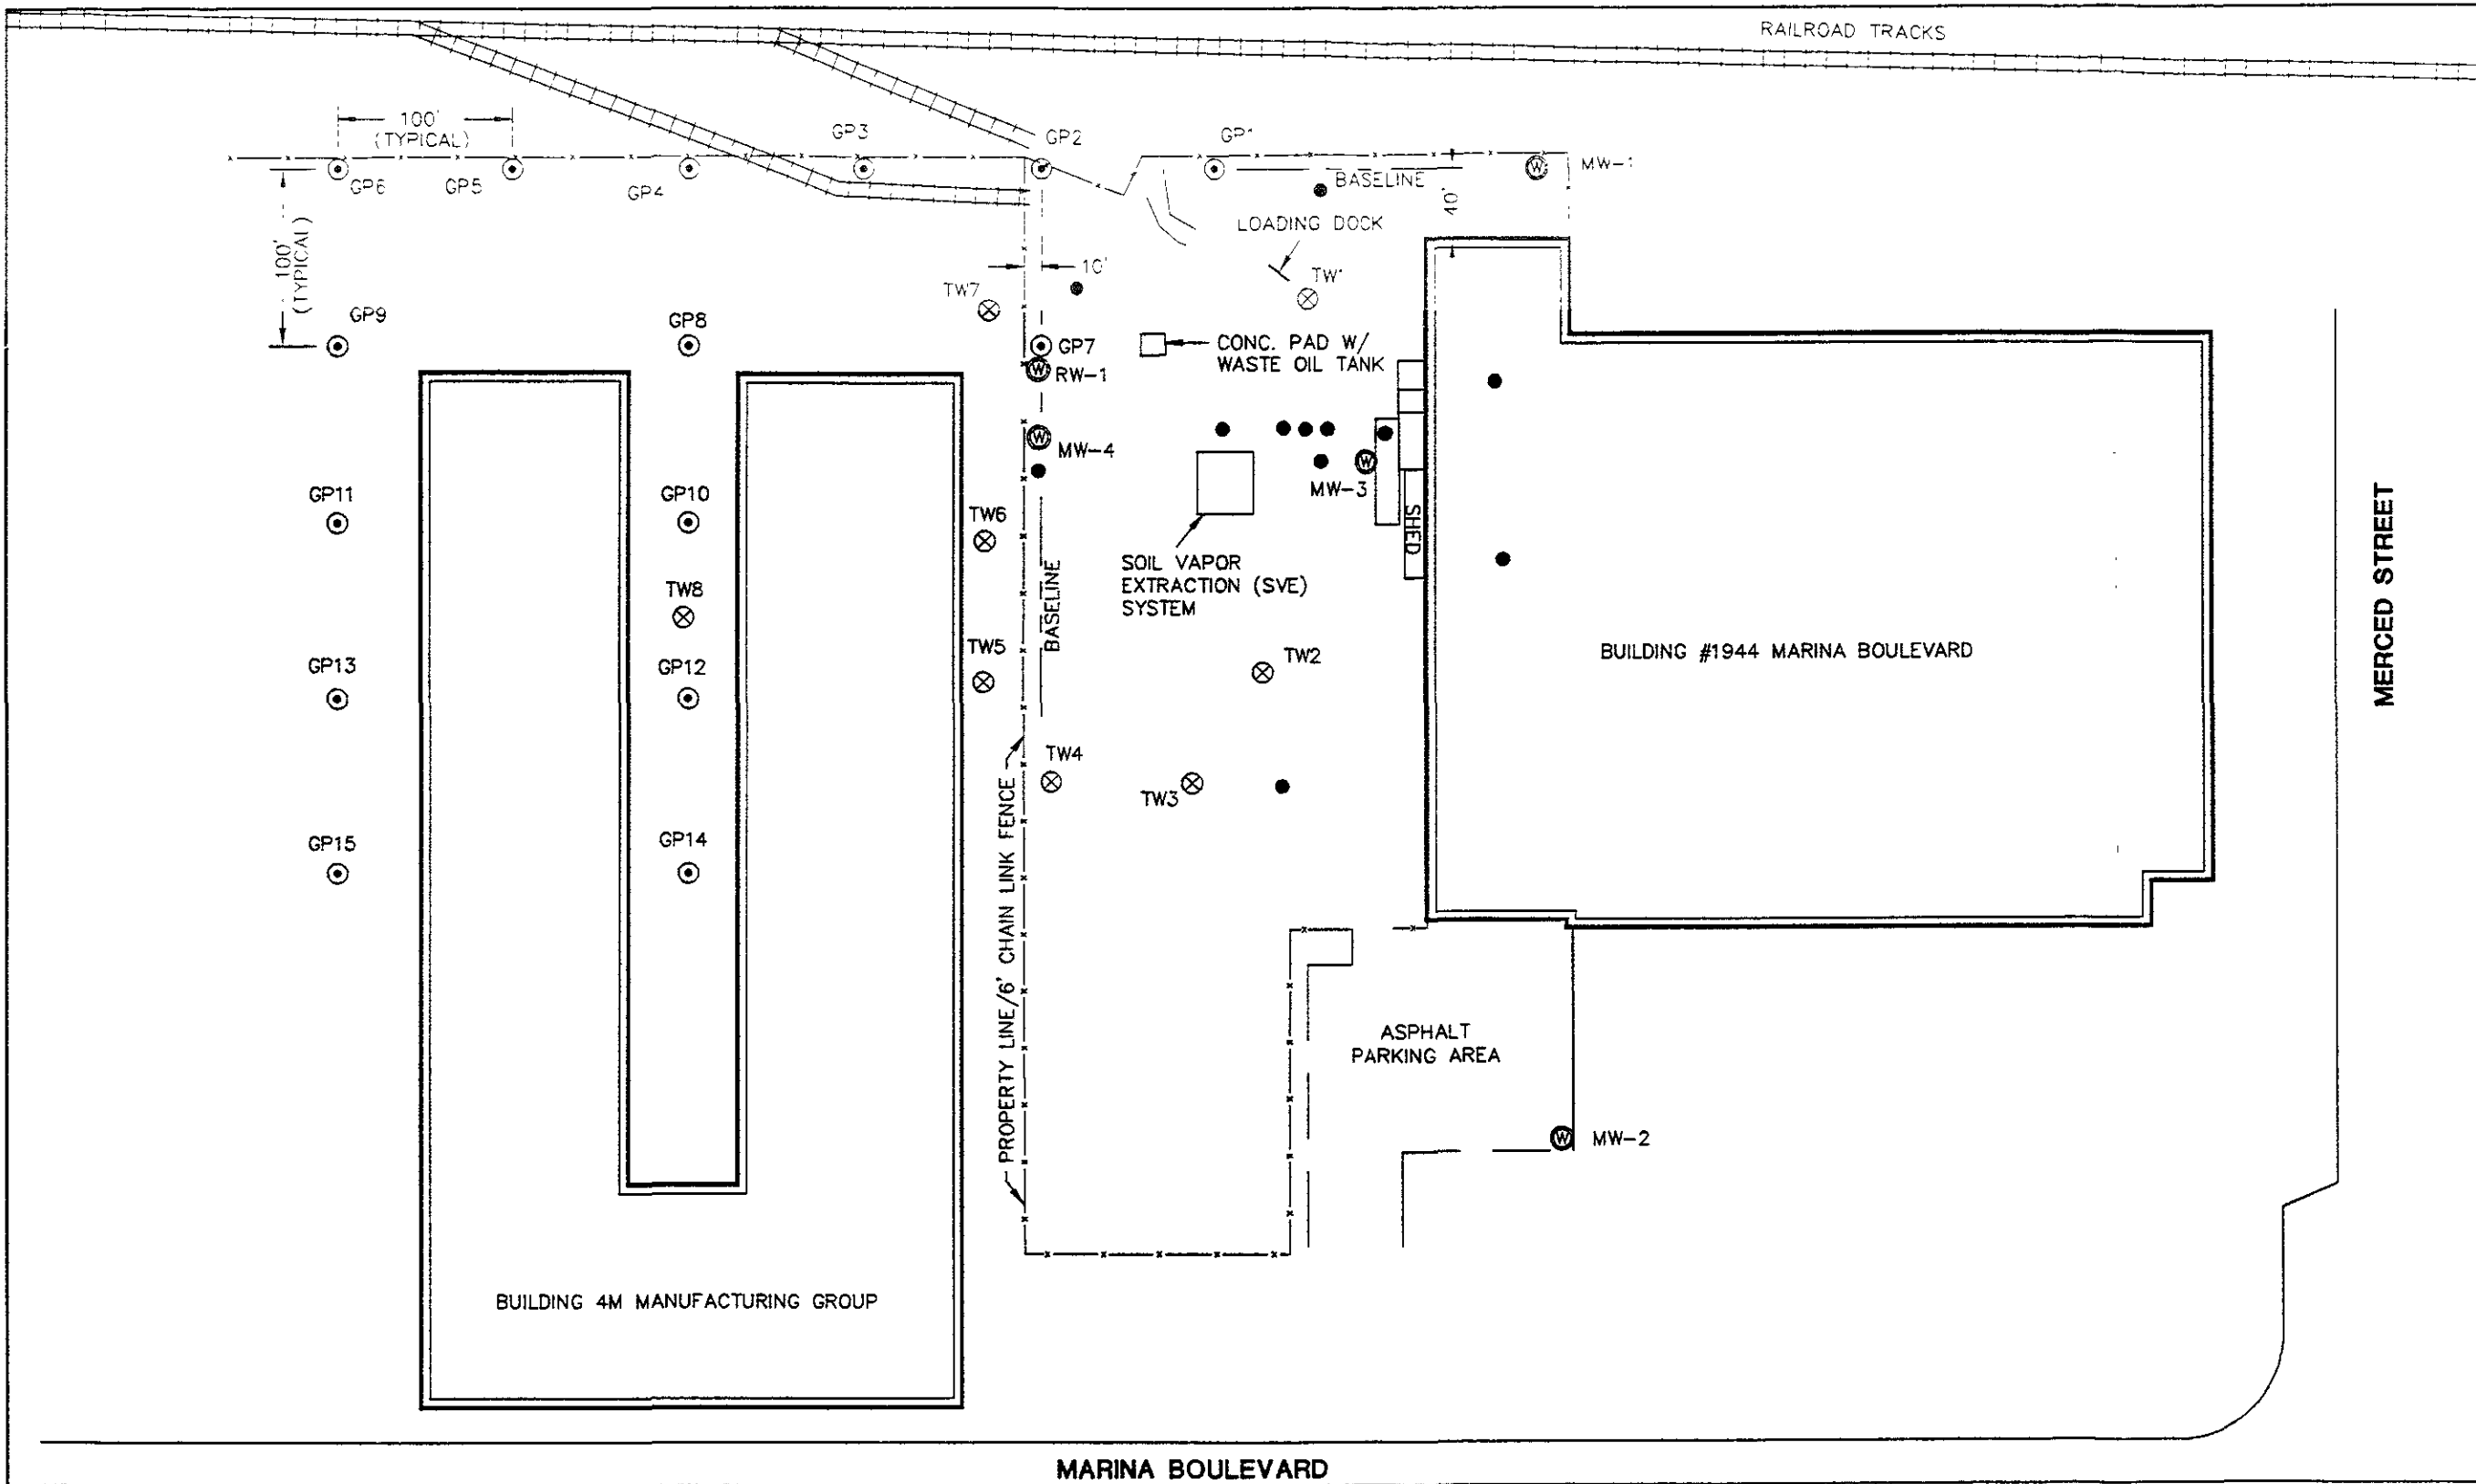 RAILROAD TRACKS
100'
(TYPICAL)
GP3
GP2
GP1
MW-1
GP6
GP5
GP4
BASELINE
40'
LOADING DOCK
100'
(TYPICAL)
10'
TW7
TW1
GP9
GP8
GP7
CONC. PAD W/
WASTE OIL TANK
RW-1
MW-4
GP11
GP10
MW-3
TW6
SHED
SOIL VAPOR
EXTRACTION (SVE)
SYSTEM
BASELINE
TW8
MERCED STREET
TW5
TW2
BUILDING #1944 MARINA BOULEVARD
GP13
GP12
TW4
TW3
GP15
GP14
PROPERTY LINE/6' CHAIN LINK FENCE
ASPHALT
PARKING AREA
MW-2
BUILDING 4M MANUFACTURING GROUP
MARINA BOULEVARD
W
W
W
W
W